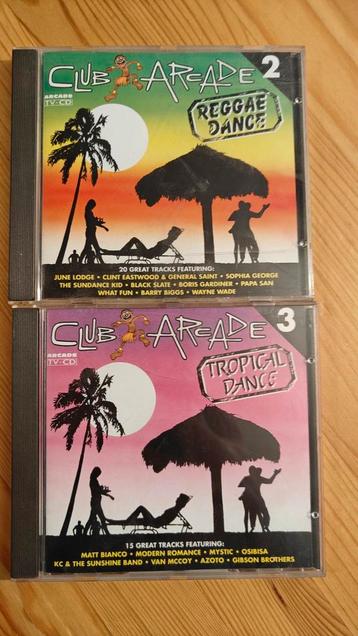 CLUB ARCADE 2
ARCADE
TV-CD
REGGAE
DANCE
20 GREAT TRACKS FEATURING:
JUNE LODGE • CLINT EASTWOOD & GENERAL SAINT • SOPHIA GEORGE
THE SUNDANCE KID • BLACK SLATE • BORIS GARDINER • PAPA SAN
WHAT FUN • BARRY BIGGS • WAYNE WADE
CLUB ARCADE 3
ARCADE
TV-CD
TROPICAL
DANCE
15 GREAT TRACKS FEATURING:
MATT BIANCO • MODERN ROMANCE • MYSTIC • OSIBISA
KC & THE SUNSHINE BAND • VAN MCCOY • AZOTO • GIBSON BROTHERS